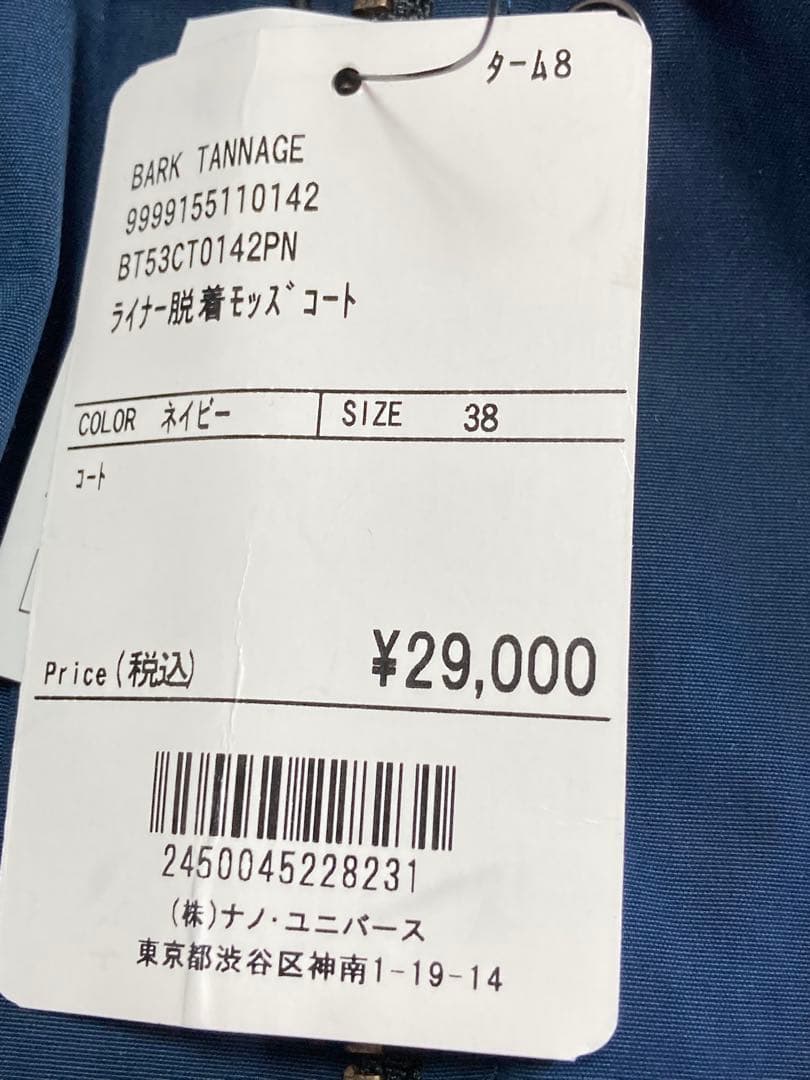 ターム8
BARK TANNAGE
9999155110142
BT53CT0142PN
ライナー脱着モッズコート
COLOR ネイビー SIZE 38
コート
Price(税込) ¥29,000
2450045228231
(株)ナノ・ユニバース
東京都渋谷区神南1-19-14